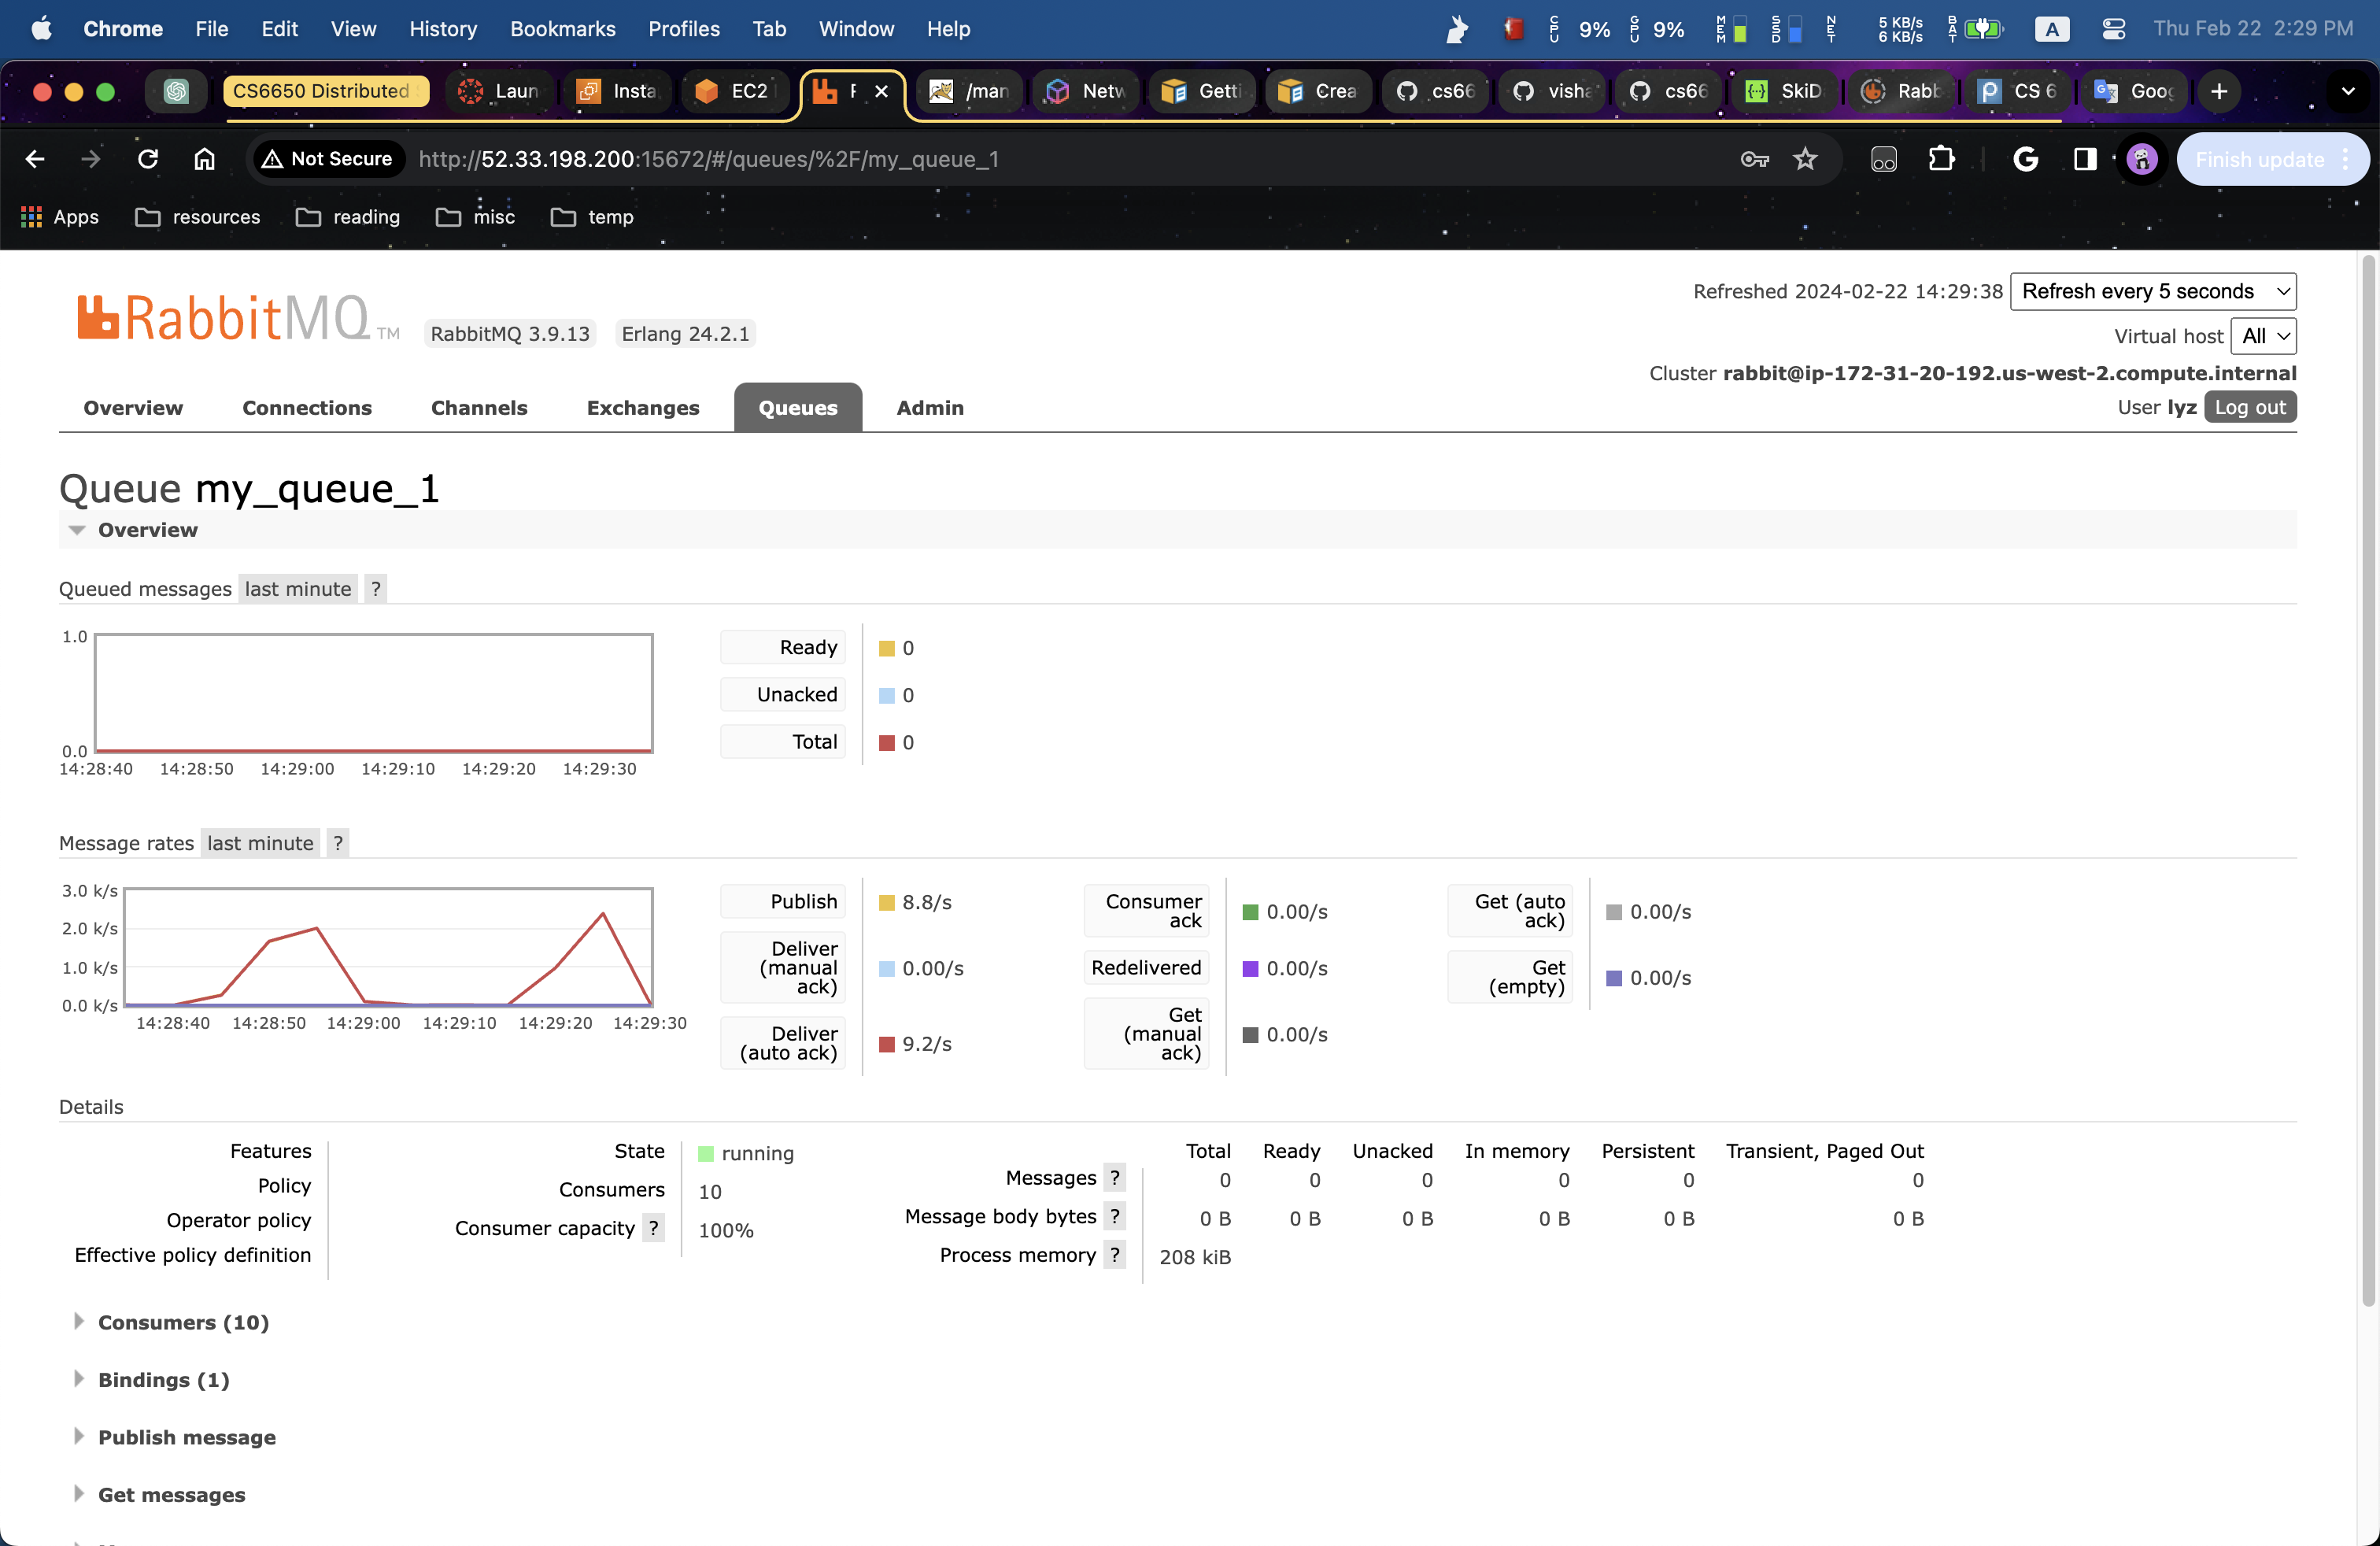 Chrome File Edit View History Bookmarks Profiles Tab Window Help CPU 9% GPU 9% MEM SSD NET 5 KB/s 6 KB/s BAT A Thu Feb 22 2:29 PM
CS6650 Distributed Laun Insta EC2 /man Netw Getti Crea cs66 visha cs66 SkiD Rabb CS 6 Goog
Not Secure http://52.33.198.200:15672/#/queues/%2F/my_queue_1 Finish update
Apps resources reading misc temp
RabbitMQ TM RabbitMQ 3.9.13 Erlang 24.2.1
Refreshed 2024-02-22 14:29:38 Refresh every 5 seconds
Virtual host All
Cluster rabbit@ip-172-31-20-192.us-west-2.compute.internal
User lyz Log out
Overview Connections Channels Exchanges Queues Admin
Queue my_queue_1
Overview
Queued messages last minute ?
1.0
0.0
14:28:40 14:28:50 14:29:00 14:29:10 14:29:20 14:29:30
Ready 0
Unacked 0
Total 0
Message rates last minute ?
3.0 k/s
2.0 k/s
1.0 k/s
0.0 k/s
14:28:40 14:28:50 14:29:00 14:29:10 14:29:20 14:29:30
Publish 8.8/s
Deliver (manual ack) 0.00/s
Deliver (auto ack) 9.2/s
Consumer ack 0.00/s
Redelivered 0.00/s
Get (manual ack) 0.00/s
Get (auto ack) 0.00/s
Get (empty) 0.00/s
Details
Features
Policy
Operator policy
Effective policy definition
State running
Consumers 10
Consumer capacity ? 100%
Total Ready Unacked In memory Persistent Transient, Paged Out
Messages ? 0 0 0 0 0 0
Message body bytes ? 0 B 0 B 0 B 0 B 0 B 0 B
Process memory ? 208 kiB
Consumers (10)
Bindings (1)
Publish message
Get messages